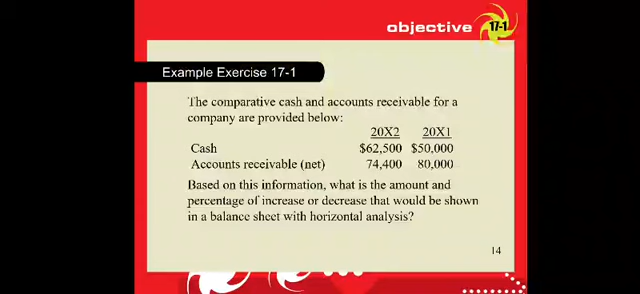 objective 17-1
Example Exercise 17-1
The comparative cash and accounts receivable for a
company are provided below:
20X2 20X1
Cash $62,500 $50,000
Accounts receivable (net) 74,400 80,000
Based on this information, what is the amount and
percentage of increase or decrease that would be shown
in a balance sheet with horizontal analysis?
14